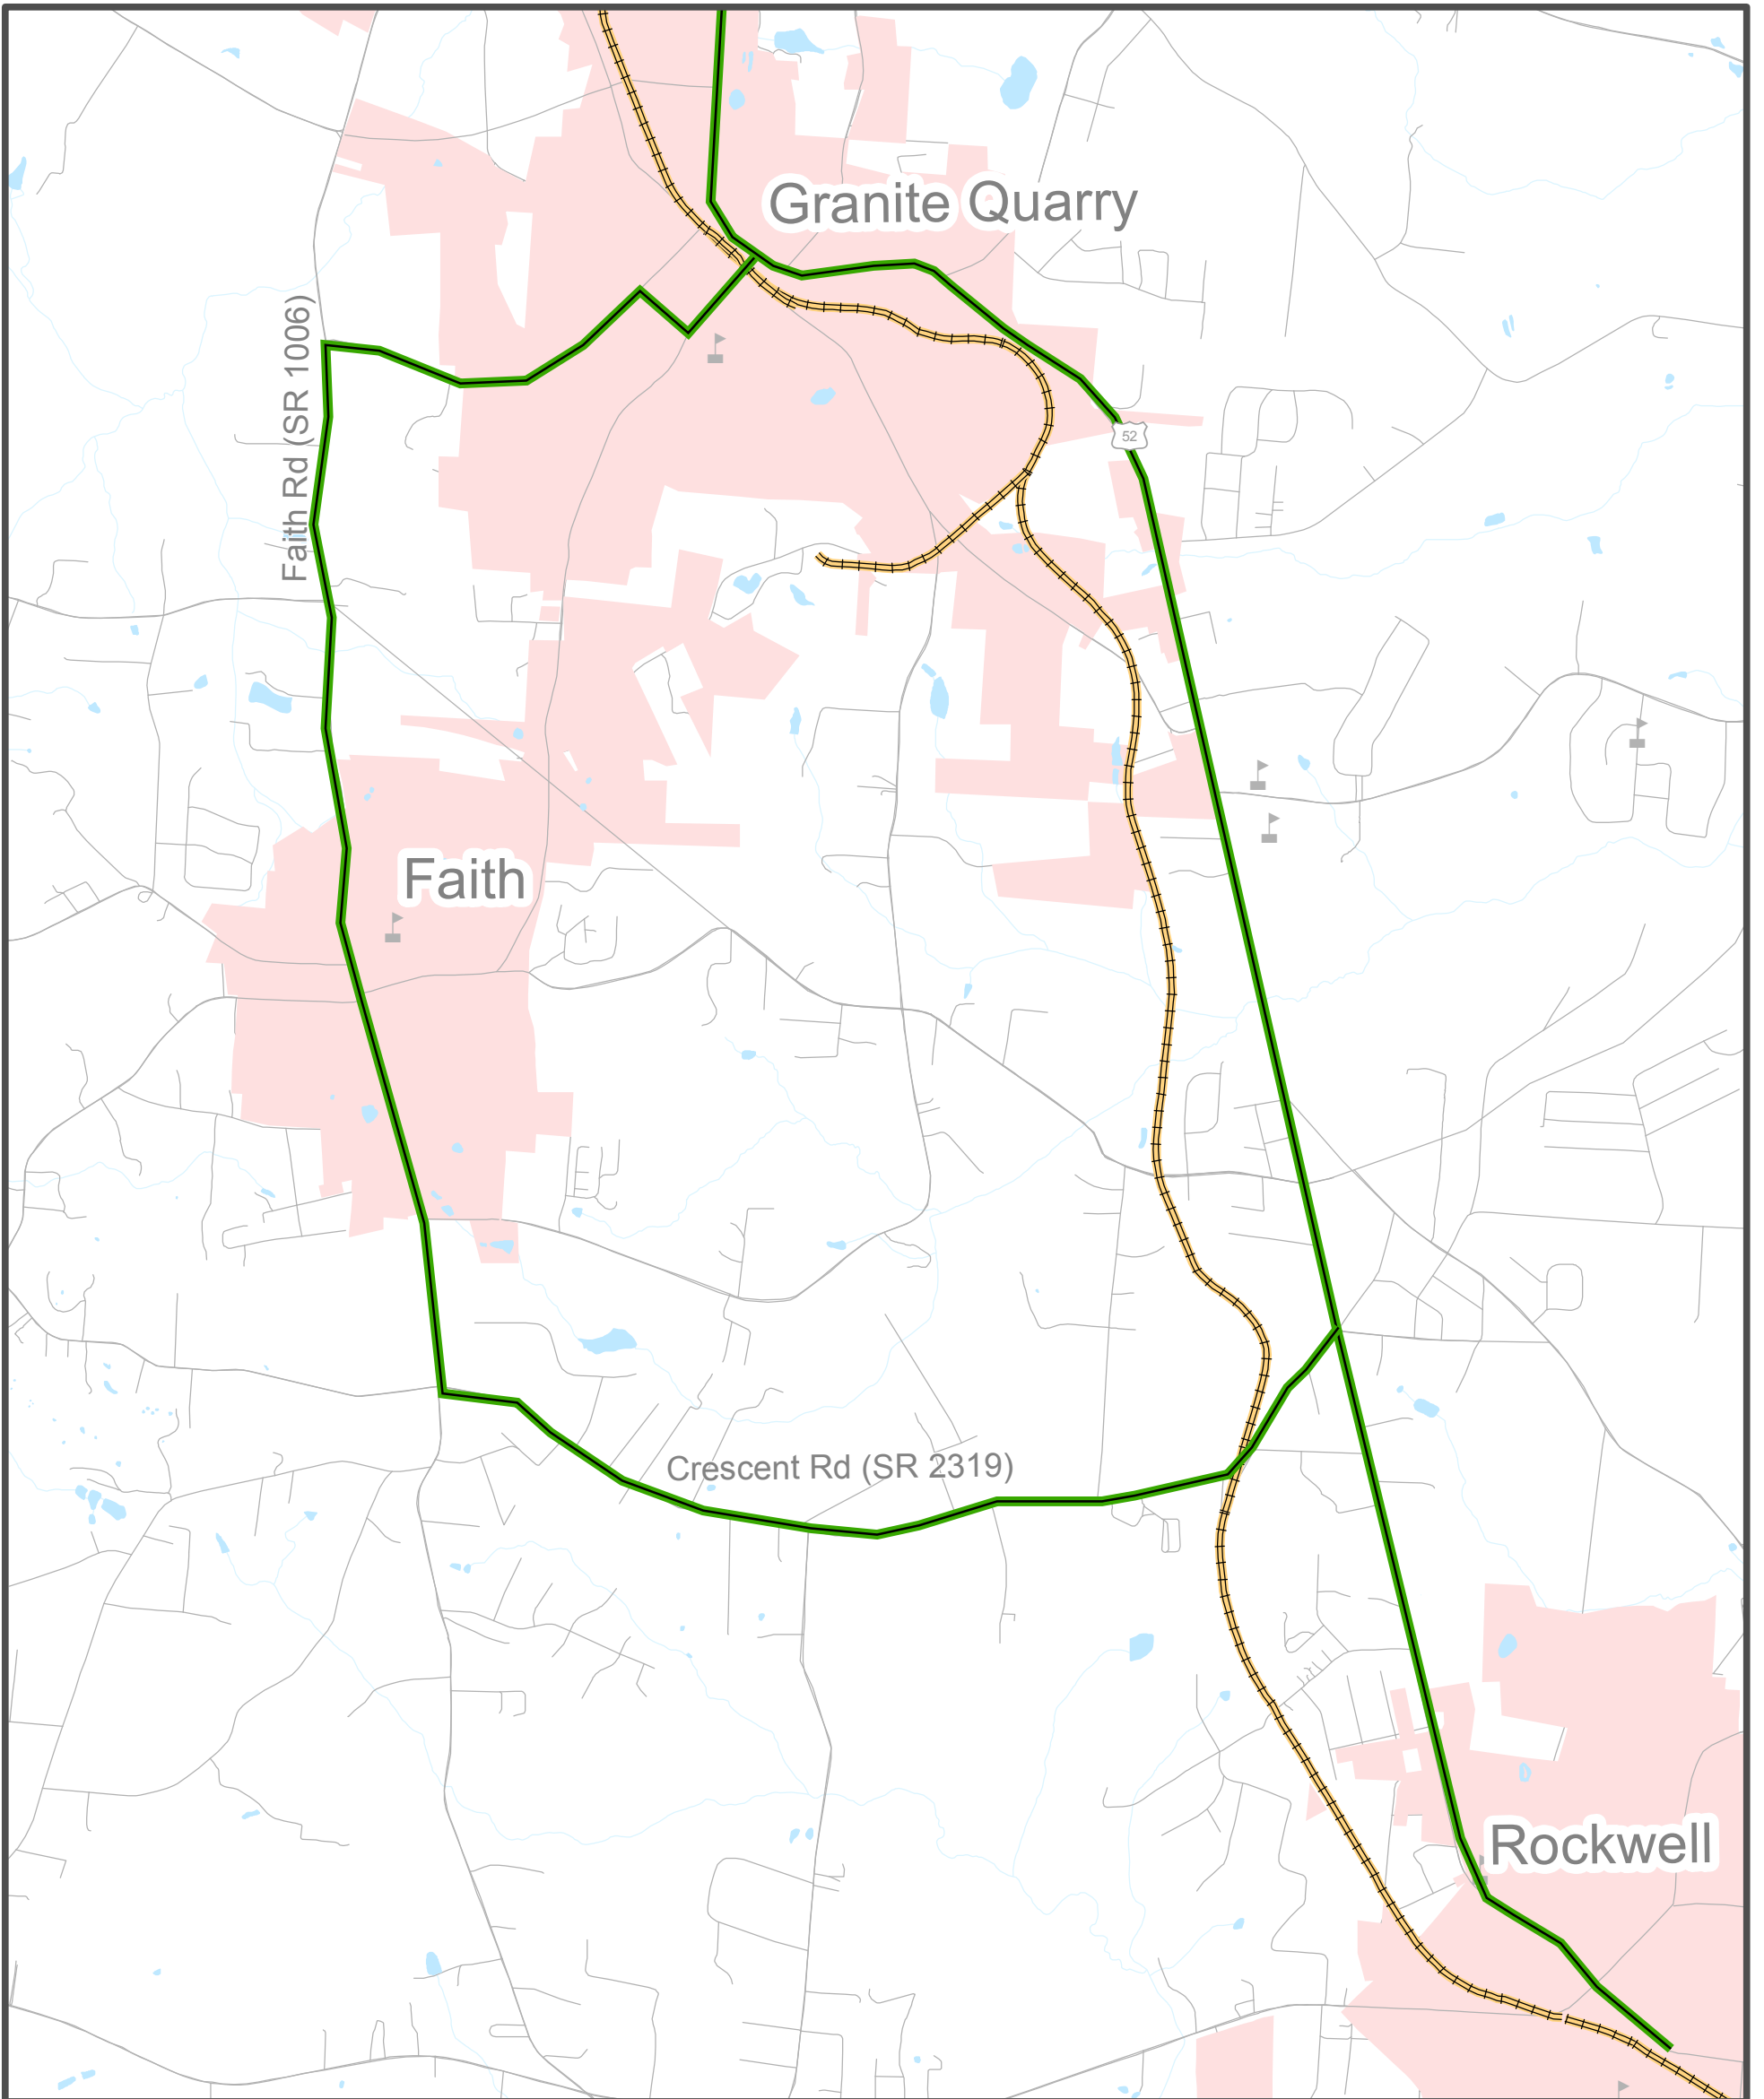 Granite Quarry
Faith Rd (SR 1006)
52
Faith
Crescent Rd (SR 2319)
Rockwell